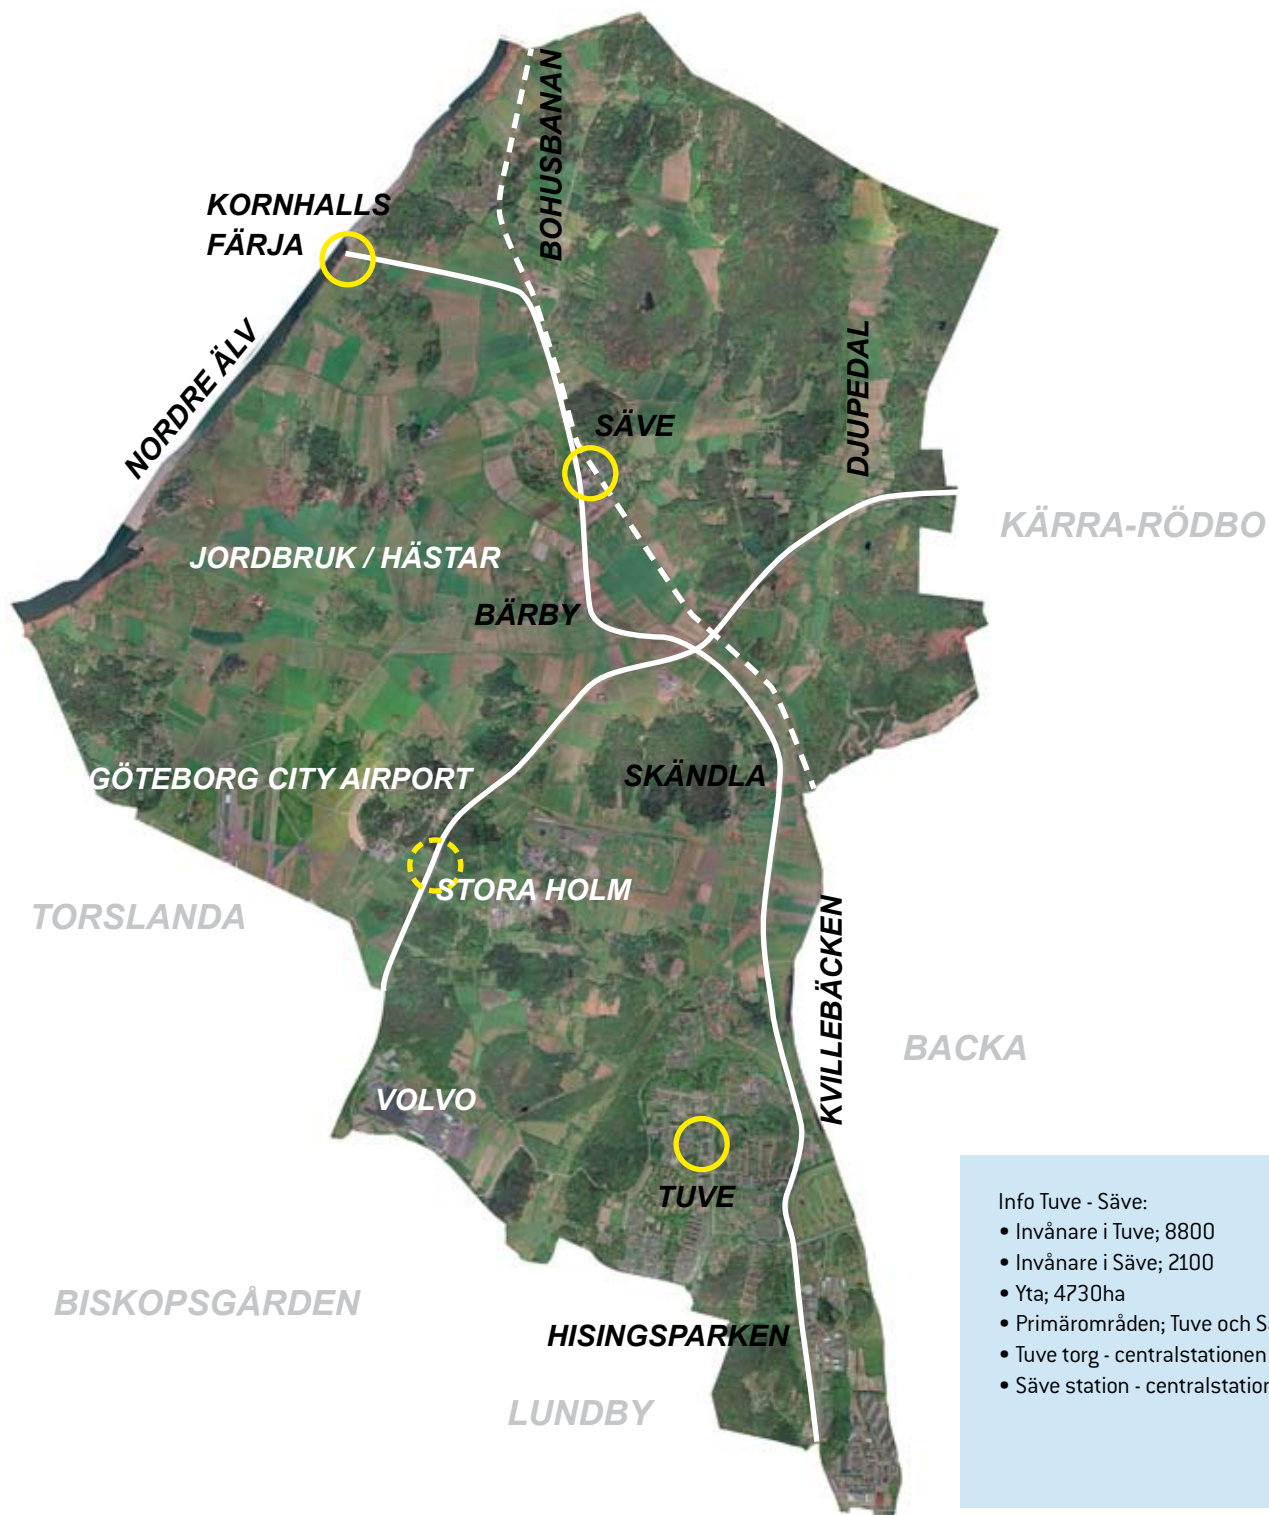 BOHUSBANAN
KORNHALLS
FÄRJA
NORDRE ÄLV
DJUPEDAL
SÄVE
KÄRRA-RÖDBO
JORDBRUK / HÄSTAR
BÄRBY
GÖTEBORG CITY AIRPORT
SKÄNDLA
STORA HOLM
TORSLANDA
KVILLEBÄCKEN
BACKA
VOLVO
TUVE
Info Tuve - Säve:
• Invånare i Tuve; 8800
• Invånare i Säve; 2100
• Yta; 4730ha
• Primärområden; Tuve och
• Tuve torg - centralstationen
• Säve station -
BISKOPSGÅRDEN
HISINGSPARKEN
LUNDBY